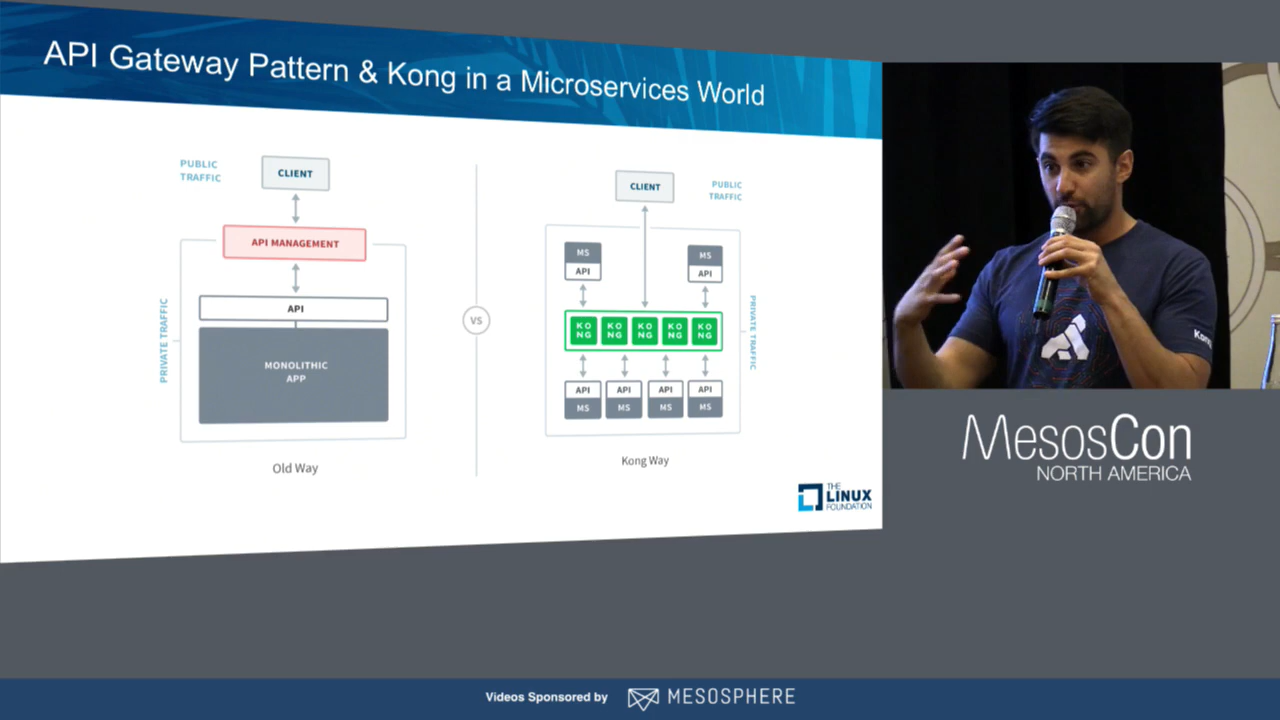 API Gateway Pattern & Kong in a Microservices World
PUBLIC
TRAFFIC
CLIENT
API MANAGEMENT
API
MONOLITHIC
APP
PRIVATE TRAFFIC
Old Way
VS
CLIENT
PUBLIC
TRAFFIC
MS
API
MS
API
KO
NG
KO
NG
KO
NG
KO
NG
KO
NG
API
MS
API
MS
API
MS
API
MS
PRIVATE TRAFFIC
Kong Way
THE
LINUX
FOUNDATION
MesosCon
NORTH AMERICA
Videos Sponsored by
MESOSPHERE